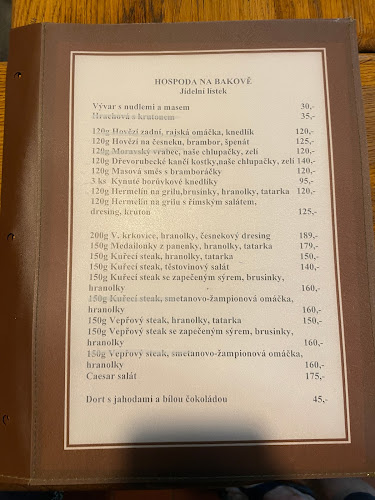 HOSPODA NA BAKOVĚ
Jídelní lístek
Vývar s nudlemi a masem 30,-
Hrachová s krutonem 35,-
120g Hovězí zadní, rajská omáčka, knedlík 120,-
120g Hovězí na česneku, brambor, špenát 125,-
120g Moravský vrabec, naše chlupačky, zelí 120,-
120g Dřevorubecké kančí kostky,naše chlupačky, zelí 140,-
120g Masová směs s bramboráčky 120,-
3 ks Kynuté borůvkové knedlíky 95,-
120g Hermelín na grilu,brusinky, hranolky, tatarka 120,-
120g Hermelín na grilu s římským salátem,
dresing, kruton 125,-
200g V. krkovice, hranolky, česnekový dresing 189,-
150g Medailonky z panenky, hranolky, tatarka 179,-
150g Kuřecí steak, hranolky, tatarka 150,-
150g Kuřecí steak, těstovinový salát 140,-
150g Kuřecí steak se zapečeným sýrem, brusinky,
hranolky 160,-
150g Kuřecí steak, smetanovo-žampionová omáčka,
hranolky 160,-
150g Vepřový steak, hranolky, tatarka 150,-
150g Vepřový steak se zapečeným sýrem, brusinky,
hranolky 160,-
150g Vepřový steak, smetanovo-žampionová omáčka,
hranolky 160,-
Caesar salát 175,-
Dort s jahodami a bílou čokoládou 45,-